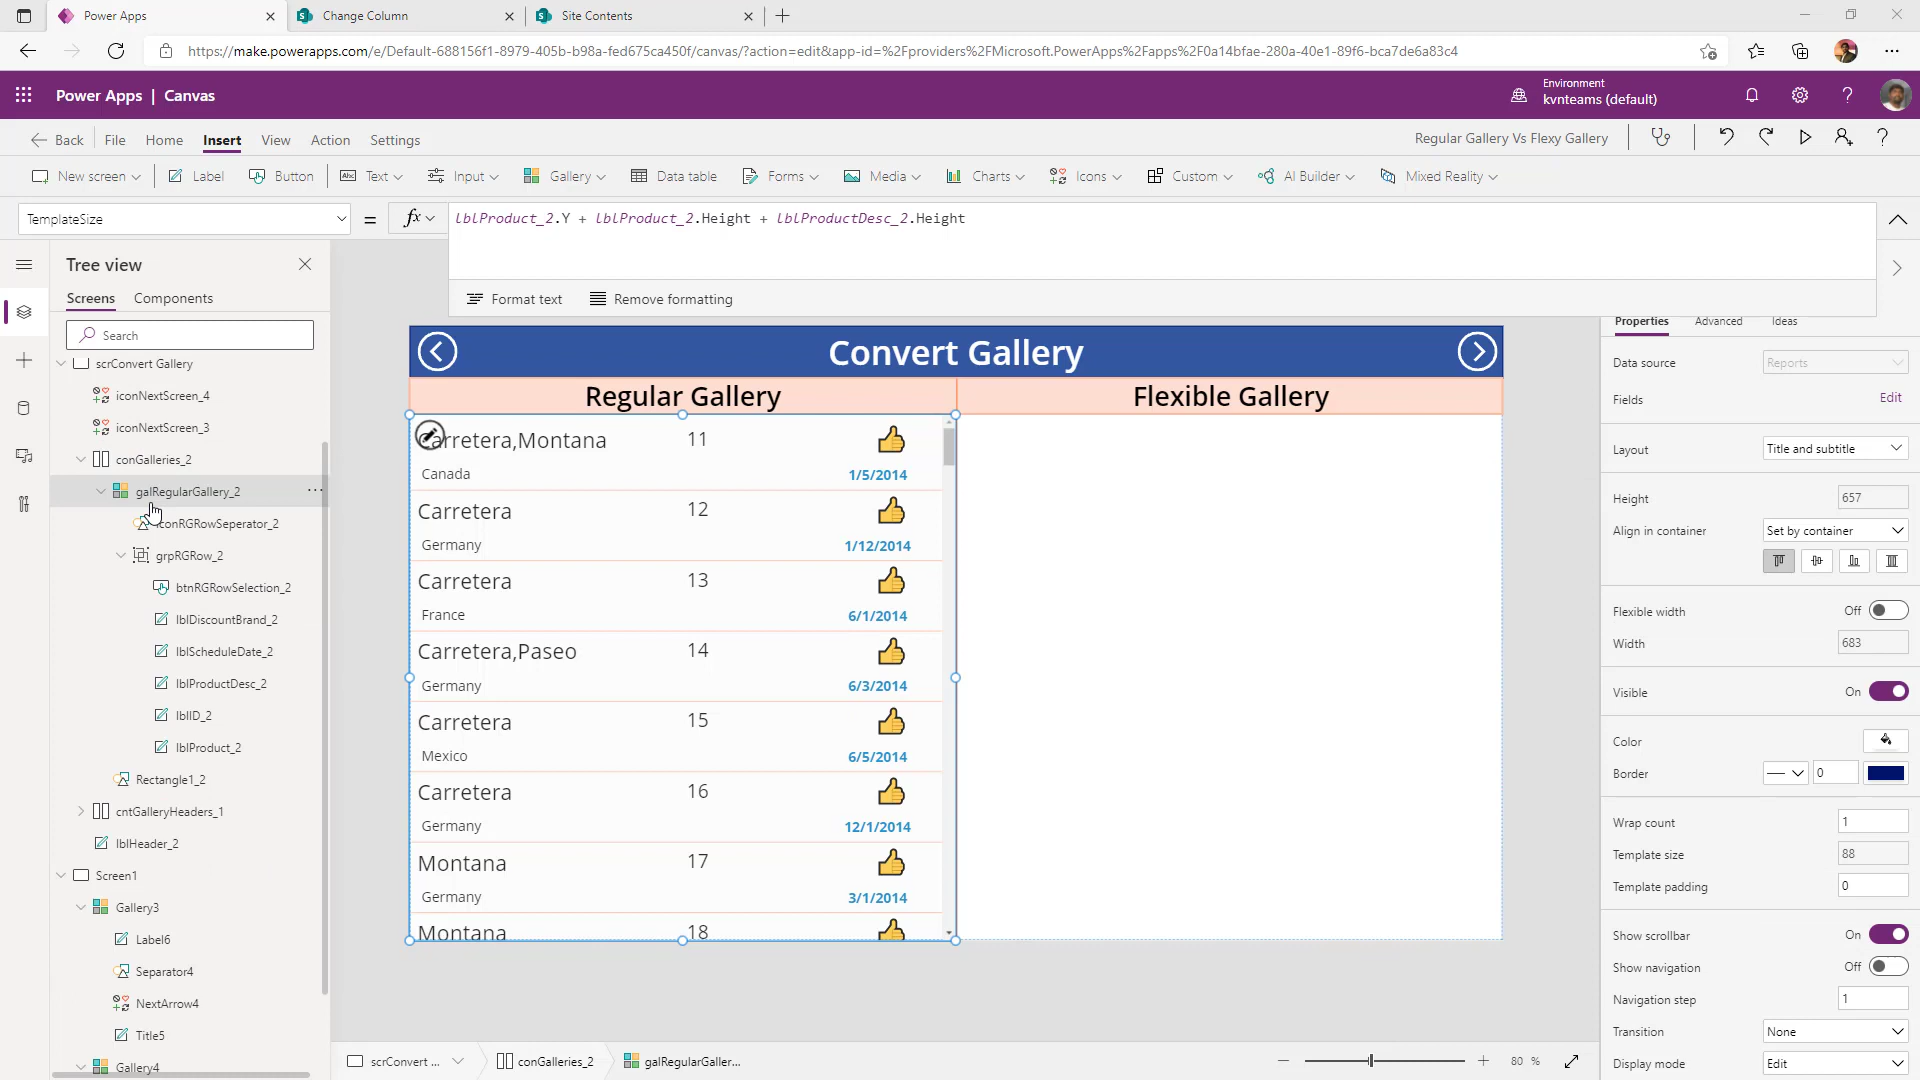 Power Apps
Change Column
Site Contents
https://make.powerapps.com/e/Default-688156f1-8979-405b-b98a-fed675ca450f/canvas/?action=edit&app-id=%2Fproviders%2FMicrosoft.PowerApps%2Fapps%2F0a14bfae-280a-40e1-89f6-bca7de6a83c4
Power Apps | Canvas
Environment
kvnteams (default)
Back
File
Home
Insert
View
Action
Settings
Regular Gallery Vs Flexy Gallery
New screen
Label
Button
Text
Input
Gallery
Data table
Forms
Media
Charts
Icons
Custom
AI Builder
Mixed Reality
TemplateSize
=
fx
lblProduct_2.Y + lblProduct_2.Height + lblProductDesc_2.Height
Format text
Remove formatting
Tree view
Screens
Components
Search
scrConvert Gallery
iconNextScreen_4
iconNextScreen_3
conGalleries_2
galRegularGallery_2
iconRGRowSeperator_2
grpRGRow_2
btnRGRowSelection_2
lblDiscountBrand_2
lblScheduleDate_2
lblProductDesc_2
lblID_2
lblProduct_2
Rectangle1_2
cntGalleryHeaders_1
lblHeader_2
Screen1
Gallery3
Label6
Separator4
NextArrow4
Title5
Gallery4
Convert Gallery
Regular Gallery
Flexible Gallery
Carretera,Montana 11
Canada 1/5/2014
Carretera 12
Germany 1/12/2014
Carretera 13
France 6/1/2014
Carretera,Paseo 14
Germany 6/3/2014
Carretera 15
Mexico 6/5/2014
Carretera 16
Germany 12/1/2014
Montana 17
Germany 3/1/2014
Montana 18
Properties
Advanced
Ideas
Data source Reports
Fields Edit
Layout Title and subtitle
Height 657
Align in container Set by container
Flexible width Off
Width 683
Visible On
Color
Border 0
Wrap count 1
Template size 88
Template padding 0
Show scrollbar On
Show navigation Off
Navigation step 1
Transition None
Display mode Edit
scrConvert ...
conGalleries_2
galRegularGaller...
80 %